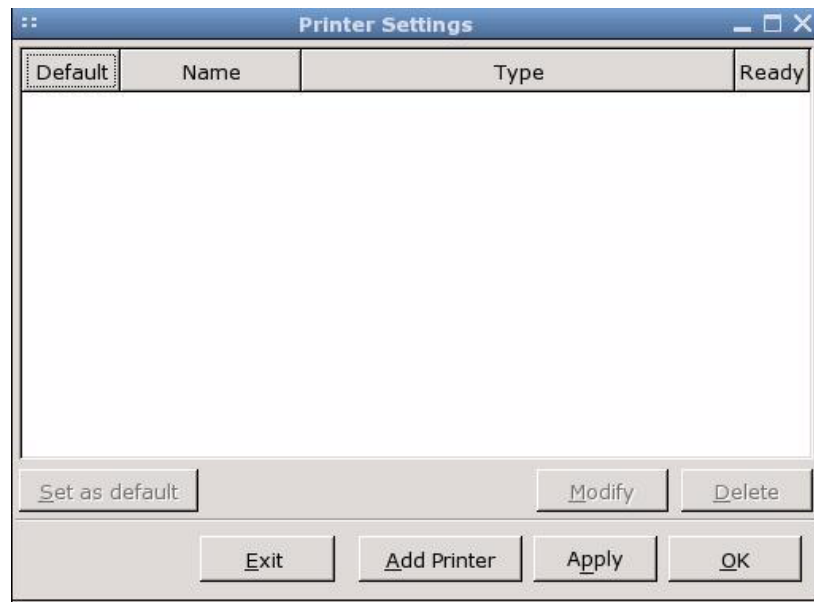 Printer Settings
Default Name Type Ready
Set as default Modify Delete
Exit Add Printer Apply OK